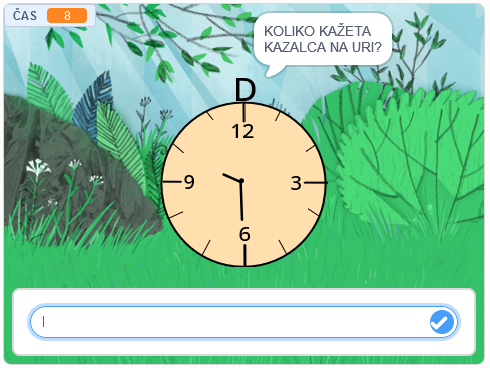 ČAS 8
KOLIKO KAŽETA
KAZALCA NA URI?
D
12
9 3
6